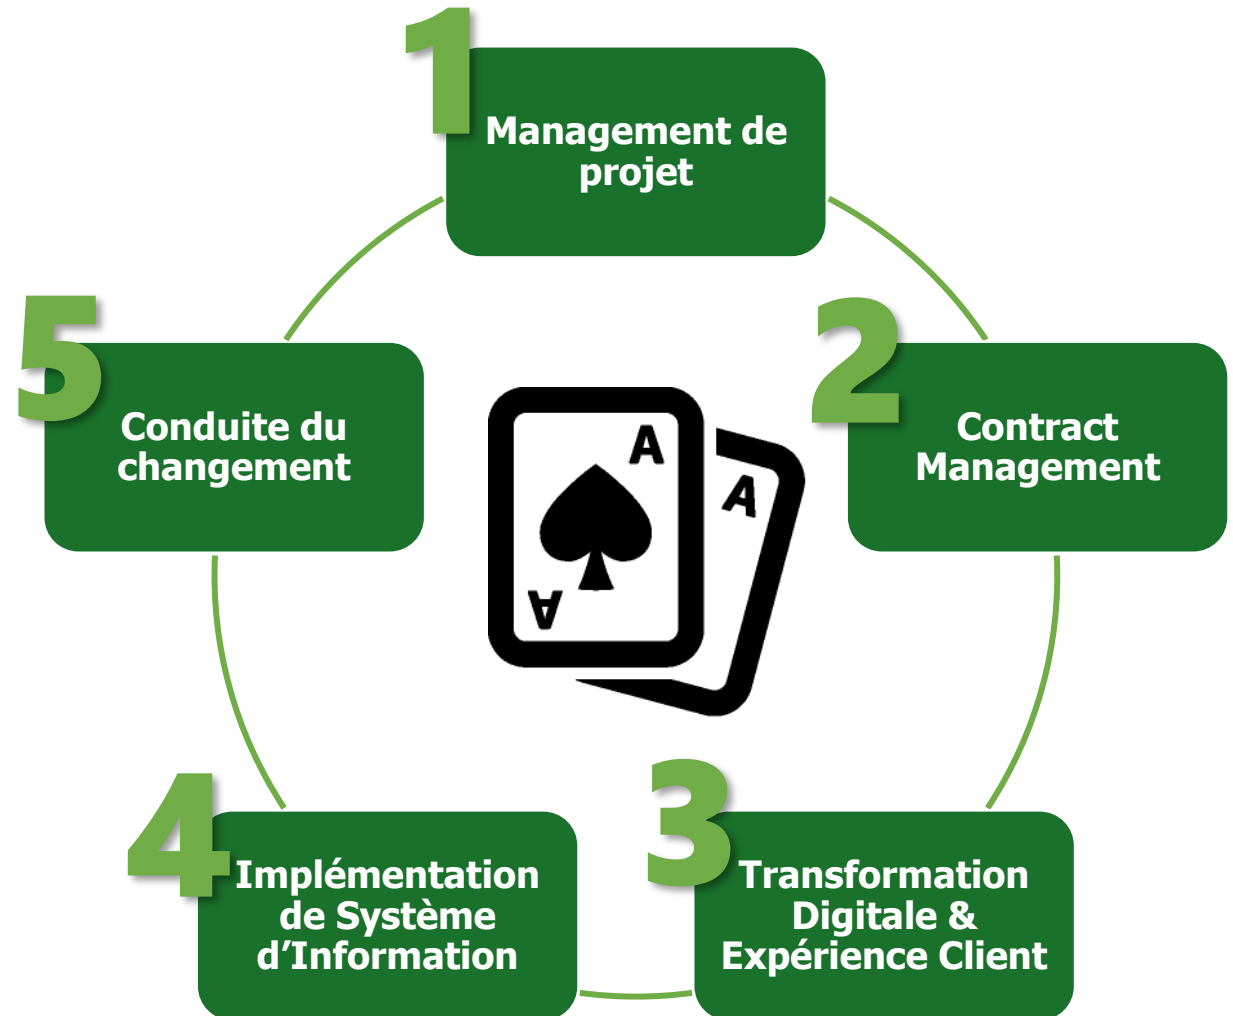 1
Management de
projet
2
Contract
Management
3
Transformation
Digitale &
Expérience Client
4
Implémentation
de Système
d’Information
5
Conduite du
changement
A
A
A